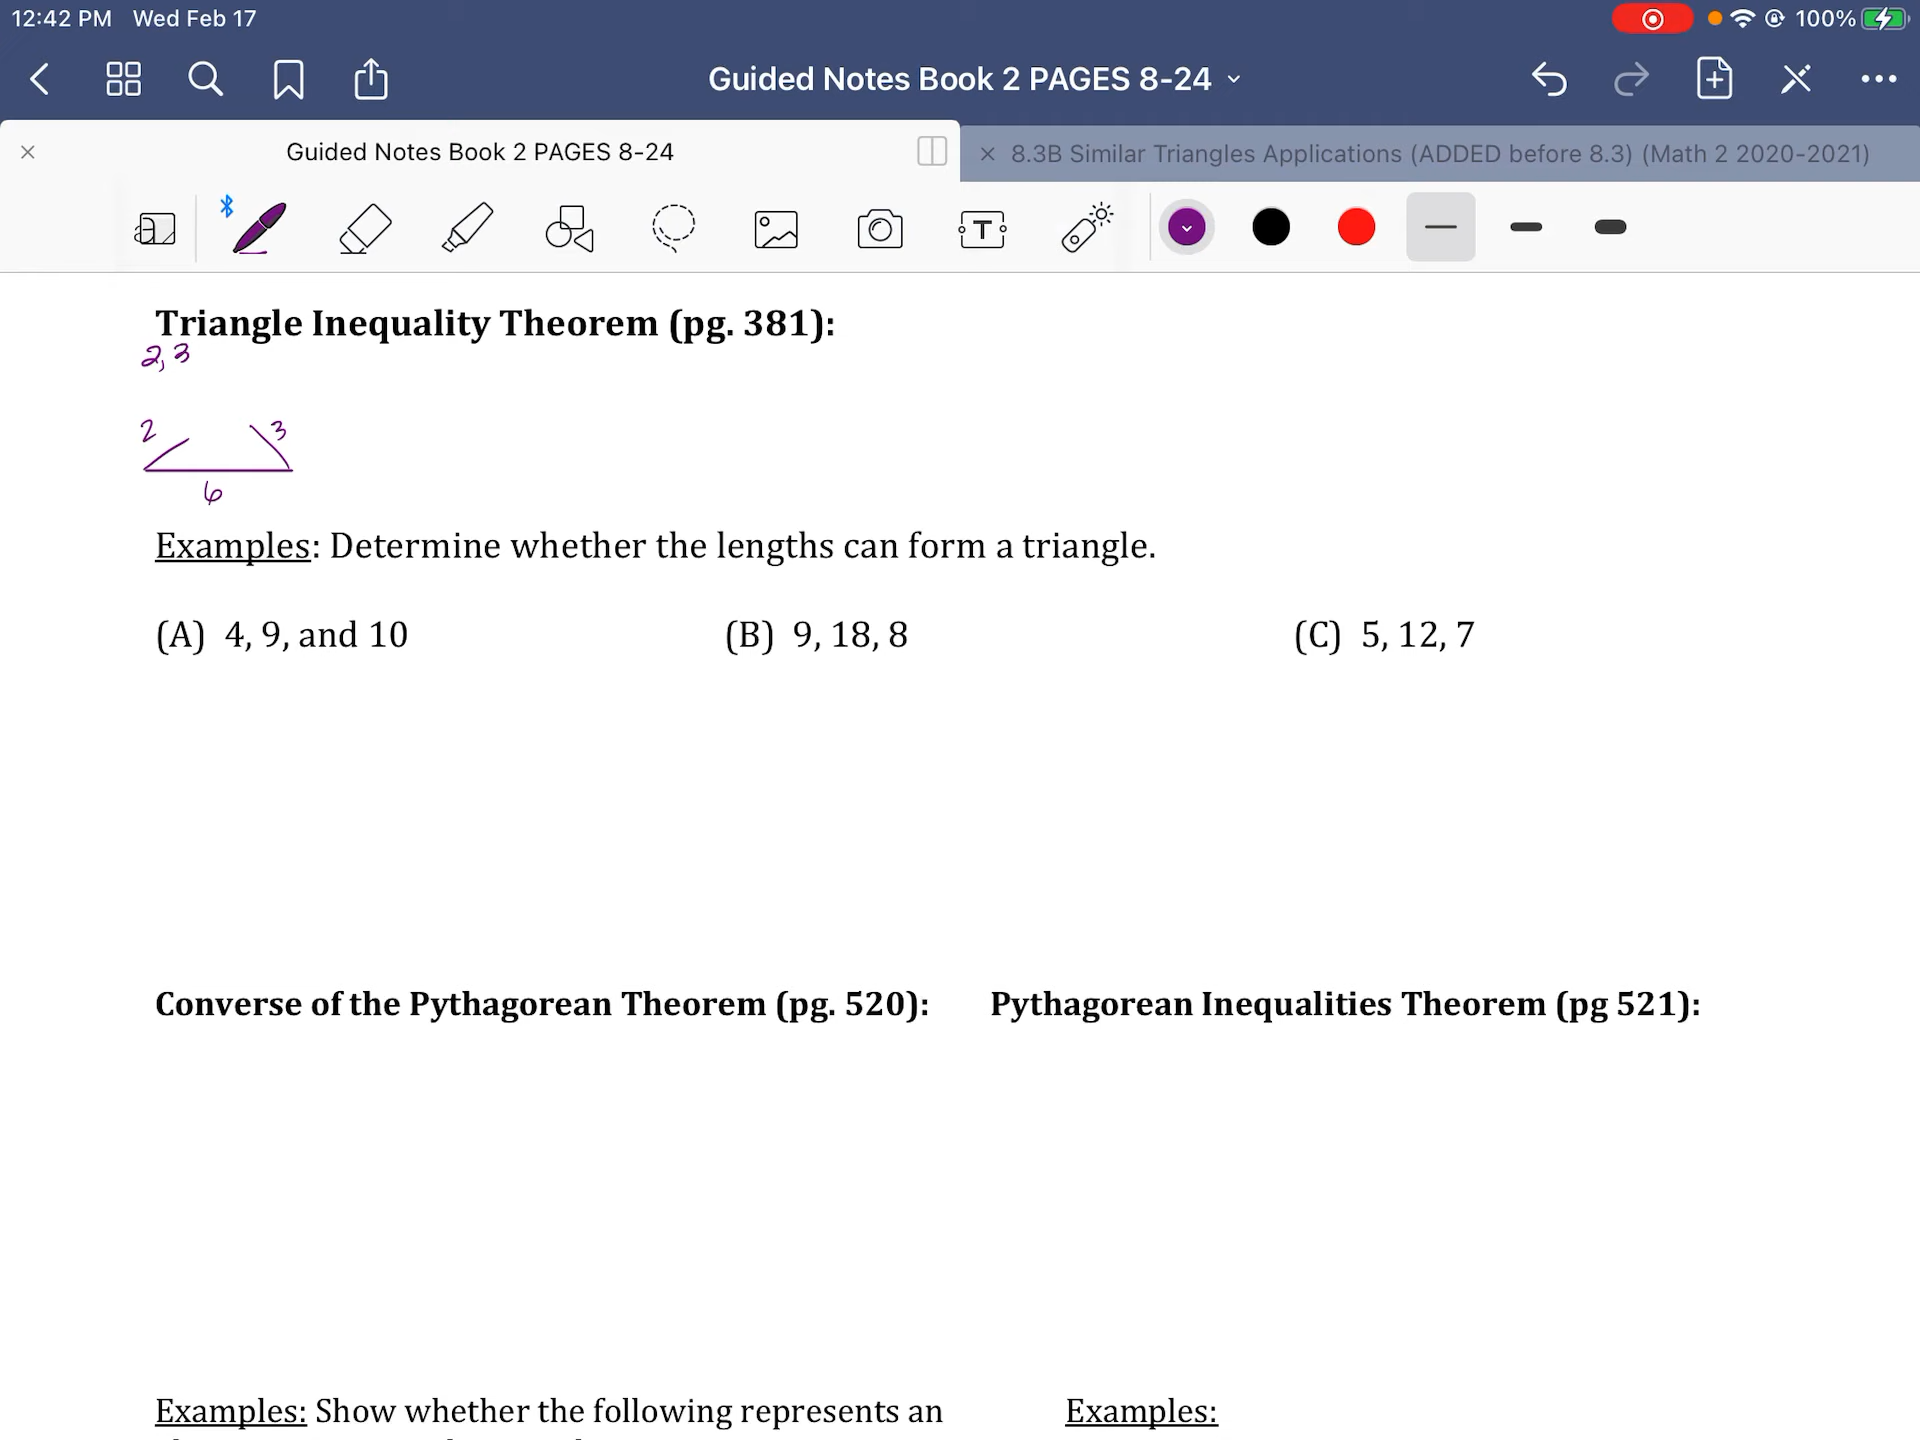 12:42 PM Wed Feb 17
100%
Guided Notes Book 2 PAGES 8-24
Guided Notes Book 2 PAGES 8-24
8.3B Similar Triangles Applications (ADDED before 8.3) (Math 2 2020-2021)
Triangle Inequality Theorem (pg. 381):
2, 3
2 3
6
Examples: Determine whether the lengths can form a triangle.
(A) 4, 9, and 10 (B) 9, 18, 8 (C) 5, 12, 7
Converse of the Pythagorean Theorem (pg. 520): Pythagorean Inequalities Theorem (pg 521):
Examples: Show whether the following represents an Examples: